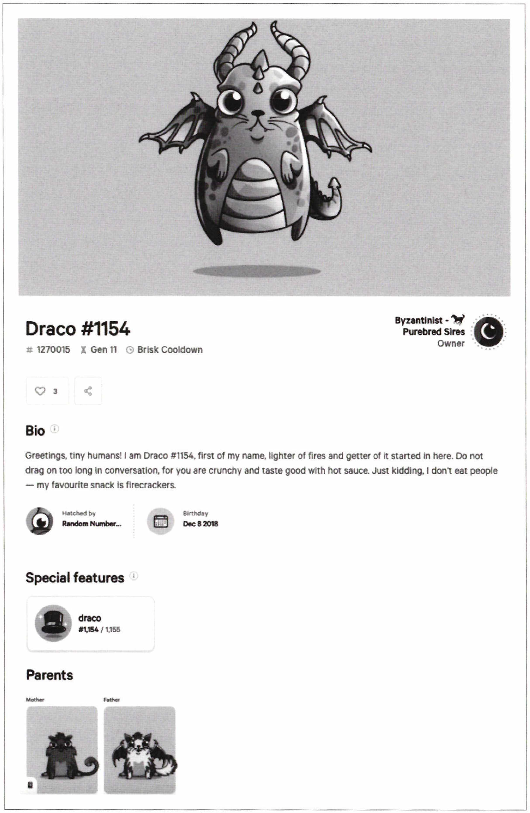 Draco #1154
# 1270015 Gen 11 Brisk Cooldown
Byzantinist -
Purebred Sires
Owner
3
Bio
Greetings, tiny humans! I am Draco #1154, first of my name, lighter of fires and getter of it started in here. Do not
drag on too long in conversation, for you are crunchy and taste good with hot sauce. Just kidding, I don't eat people
— my favourite snack is firecrackers.
Hatched by
Random Number...
Birthday
Dec 8 2018
Special features
draco
#1,154 / 1,155
Parents
Mother
Father